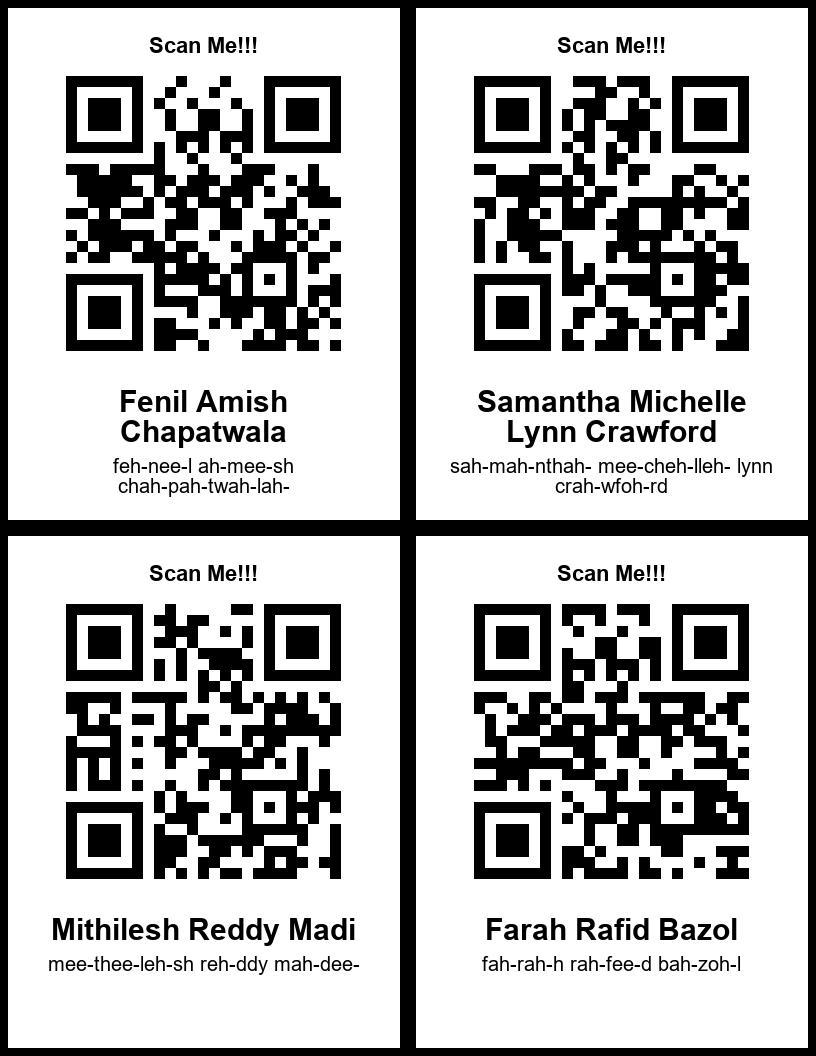 Scan Me!!!
Fenil Amish
Chapatwala
feh-nee-l ah-mee-sh
chah-pah-twah-lah-
Scan Me!!!
Samantha Michelle
Lynn Crawford
sah-mah-nthah- mee-cheh-lleh- lynn
crah-wfoh-rd
Scan Me!!!
Mithilesh Reddy Madi
mee-thee-leh-sh reh-ddy mah-dee-
Scan Me!!!
Farah Rafid Bazol
fah-rah-h rah-fee-d bah-zoh-l